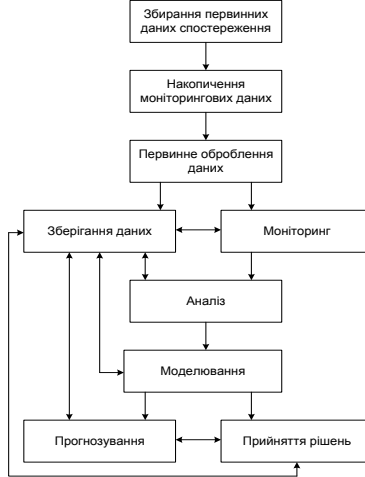 Збирання первинних
даних спостереження
Накопичення
моніторингових даних
Первинне оброблення
даних
Зберігання даних
Моніторинг
Аналіз
Моделювання
Прогнозування
Прийняття рішень